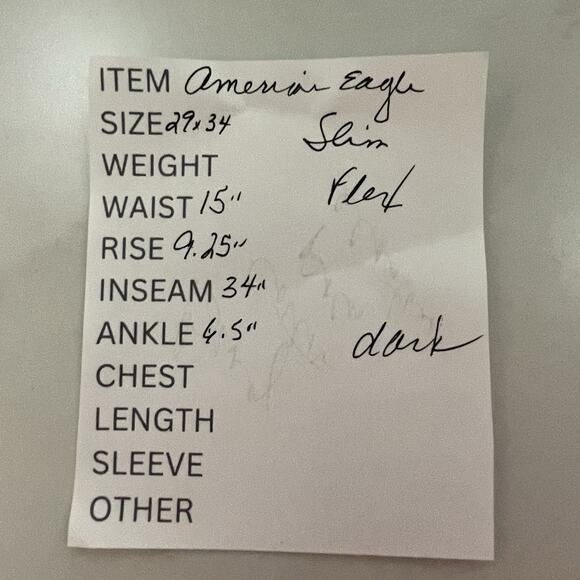 ITEM American Eagle
SIZE 29x34 Slim
WEIGHT
WAIST 15" Flex
RISE 9.25"
INSEAM 34"
ANKLE 6.5"
dark
CHEST
LENGTH
SLEEVE
OTHER